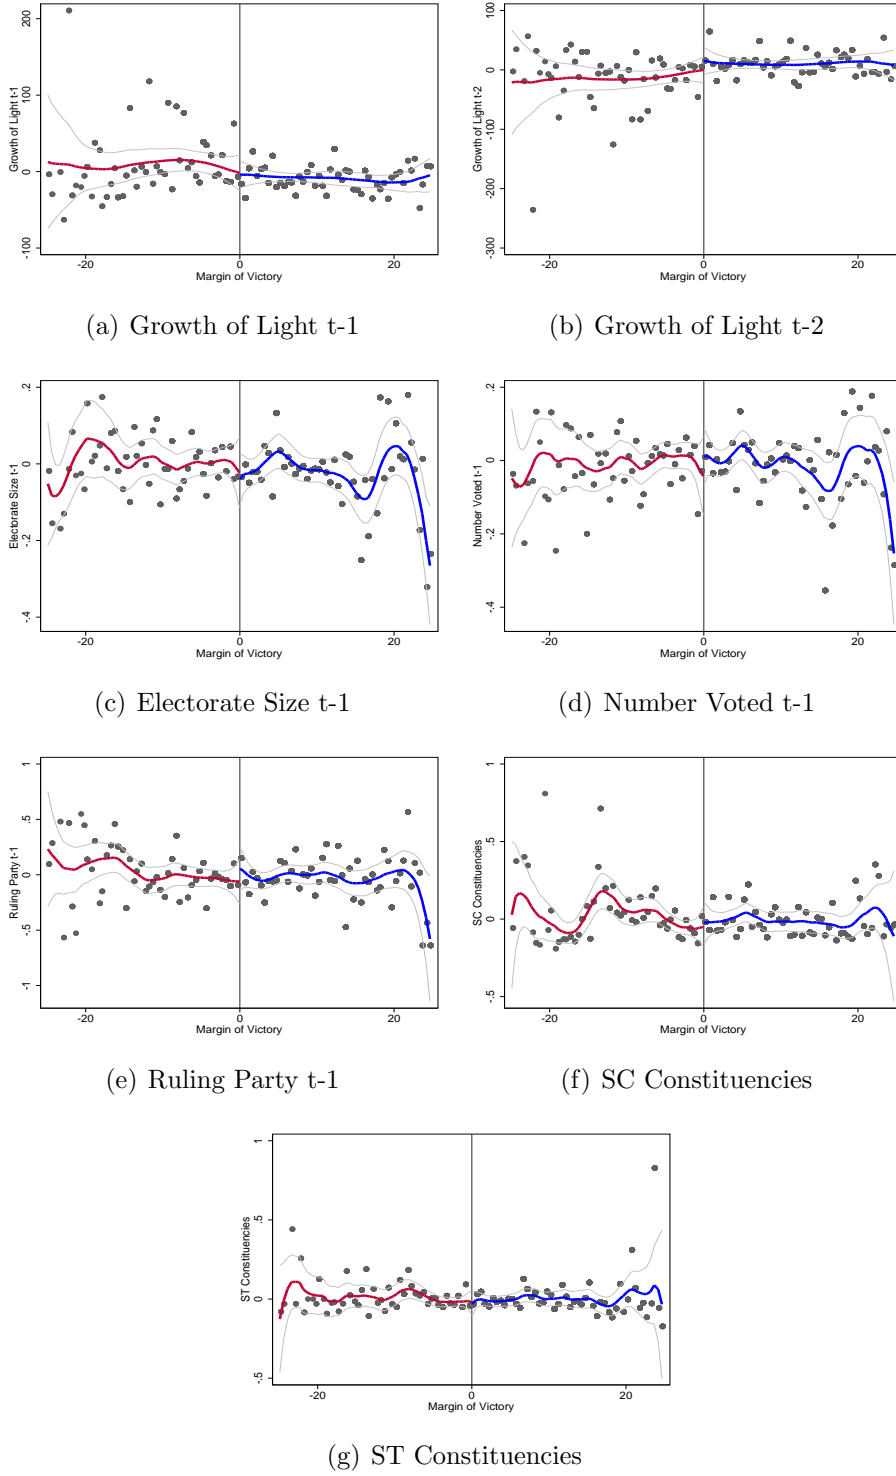 200
100
0
-100
Growth of Light t-1
-20
0
20
Margin of Victory
(a) Growth of Light t-1
100
0
-100
-200
-300
Growth of Light t-2
-20
0
20
Margin of Victory
(b) Growth of Light t-2
.2
0
-.2
-.4
Electorate Size t-1
-20
0
20
Margin of Victory
(c) Electorate Size t-1
.2
0
-.2
-.4
Number Voted t-1
-20
0
20
Margin of Victory
(d) Number Voted t-1
1
.5
0
-.5
-1
Ruling Party t-1
-20
0
20
Margin of Victory
(e) Ruling Party t-1
1
.5
0
-.5
SC Constituencies
-20
0
20
Margin of Victory
(f) SC Constituencies
1
.5
0
-.5
ST Constituencies
-20
0
20
Margin of Victory
(g) ST Constituencies